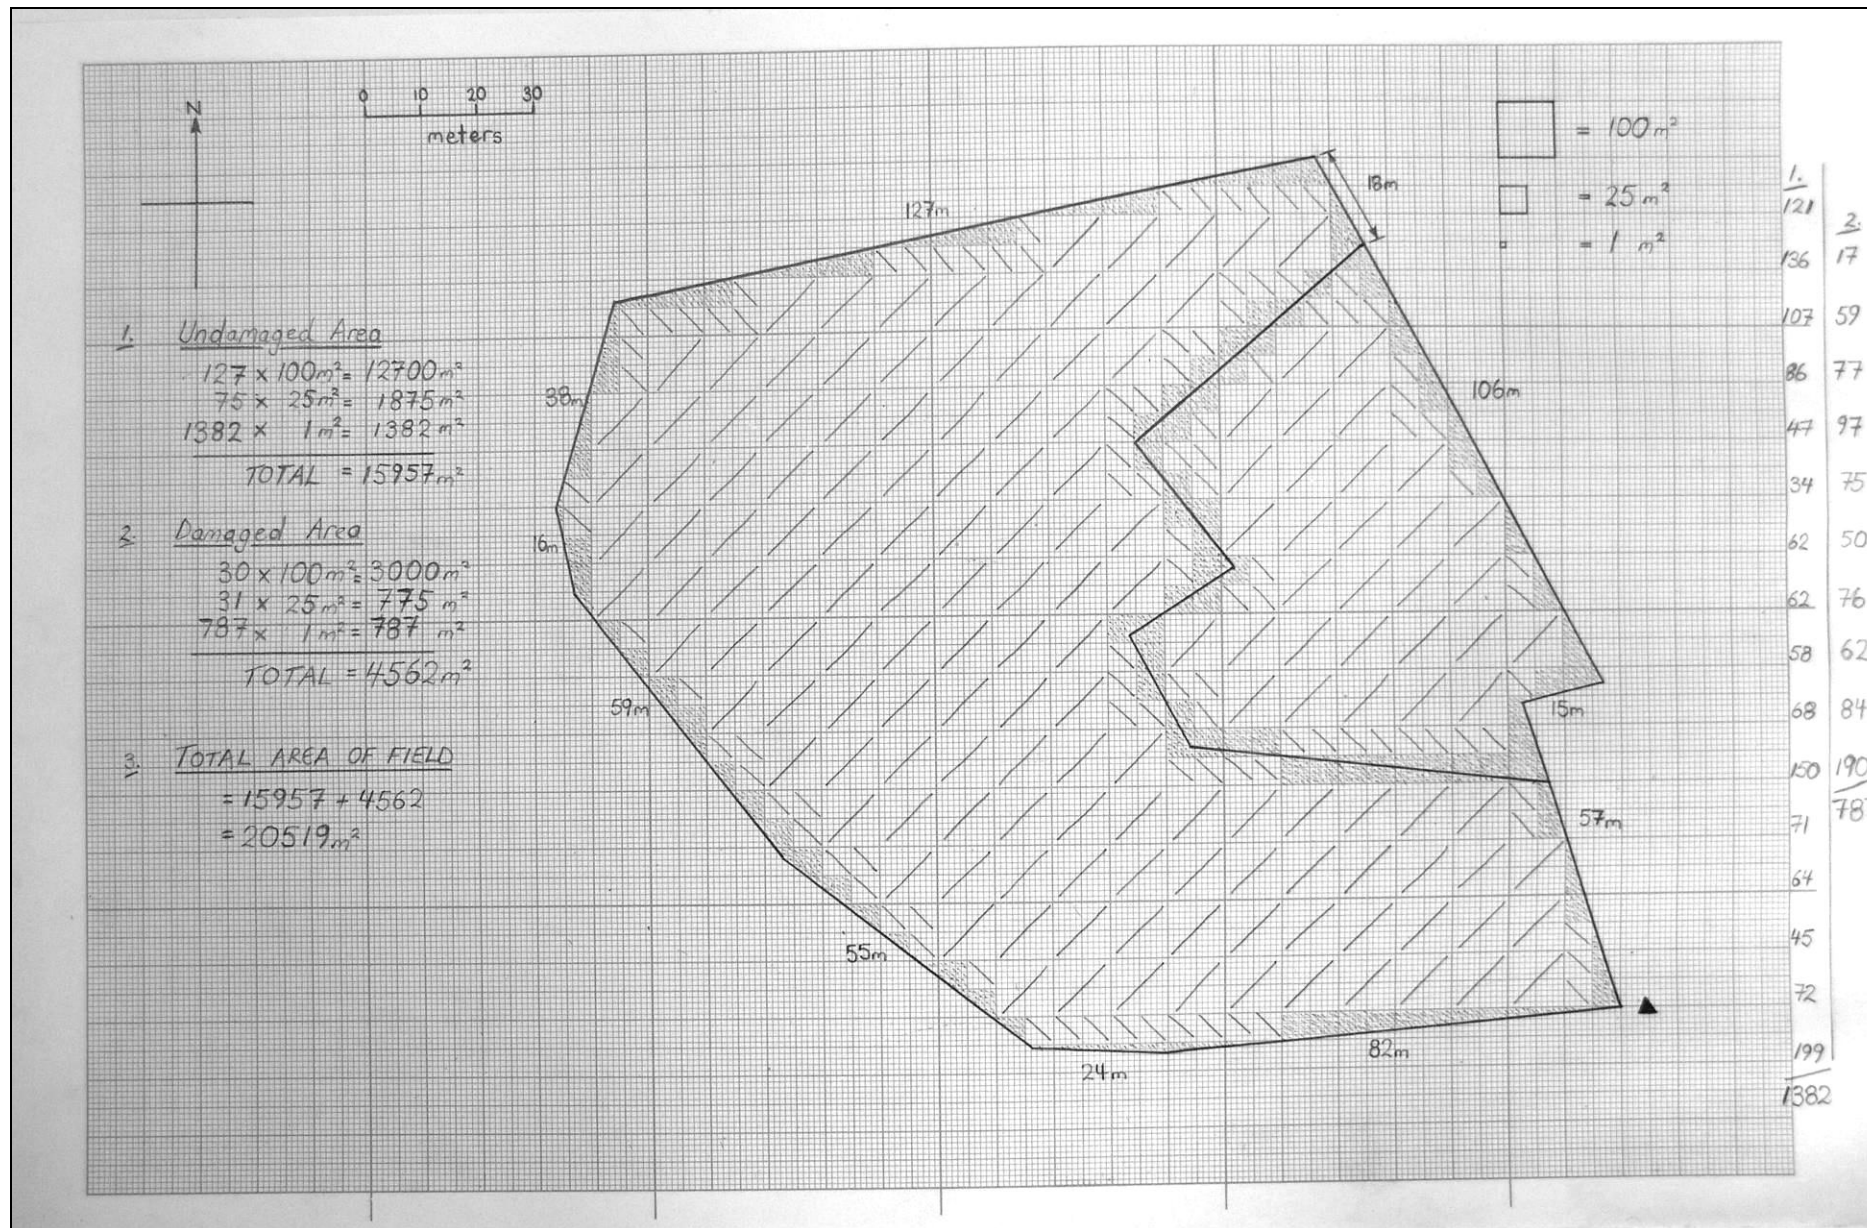 N
0 10 20 30
meters
= 100 m²
= 25 m²
= 1 m²
18m
127m
38m
106m
16m
59m
15m
57m
55m
82m
24m
1. Undamaged Area
127 × 100m² = 12700m²
75 × 25m² = 1875m²
1382 × 1m² = 1382m²
TOTAL = 15957m²
2. Damaged Area
30 × 100m² = 3000m²
31 × 25m² = 775m²
787 × 1m² = 787 m²
TOTAL = 4562m²
3. TOTAL AREA OF FIELD
= 15957 + 4562
= 20519m²
1.
121
136
107
86
47
34
62
62
58
68
150
71
64
45
72
199
1382
2.
17
59
77
97
75
50
76
62
84
190
78